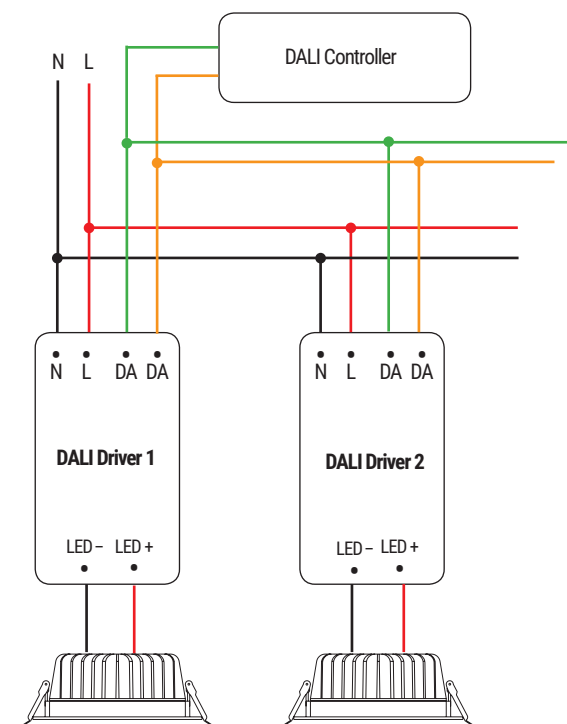 DALI Controller
N L
N L DA DA
N L DA DA
DALI Driver 1
DALI Driver 2
LED – LED +
LED – LED +